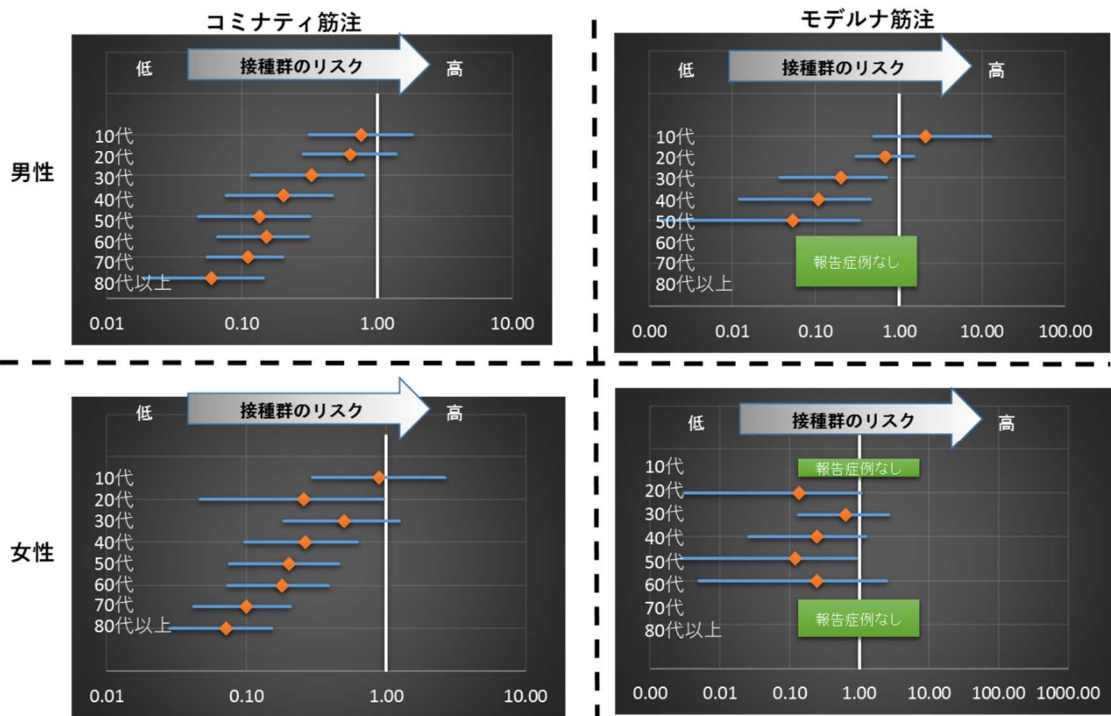 コミナティ筋注
モデルナ筋注
男性
低
接種群のリスク
高
10代
20代
30代
40代
50代
60代
70代
80代以上
0.01
0.10
1.00
10.00
低
接種群のリスク
高
10代
20代
30代
40代
50代
60代
70代
80代以上
報告症例なし
0.00
0.01
0.10
1.00
10.00
100.00
女性
低
接種群のリスク
高
10代
20代
30代
40代
50代
60代
70代
80代以上
0.01
0.10
1.00
10.00
低
接種群のリスク
高
10代
報告症例なし
20代
30代
40代
50代
60代
70代
80代以上
報告症例なし
0.00
0.01
0.10
1.00
10.00
100.00
1000.00